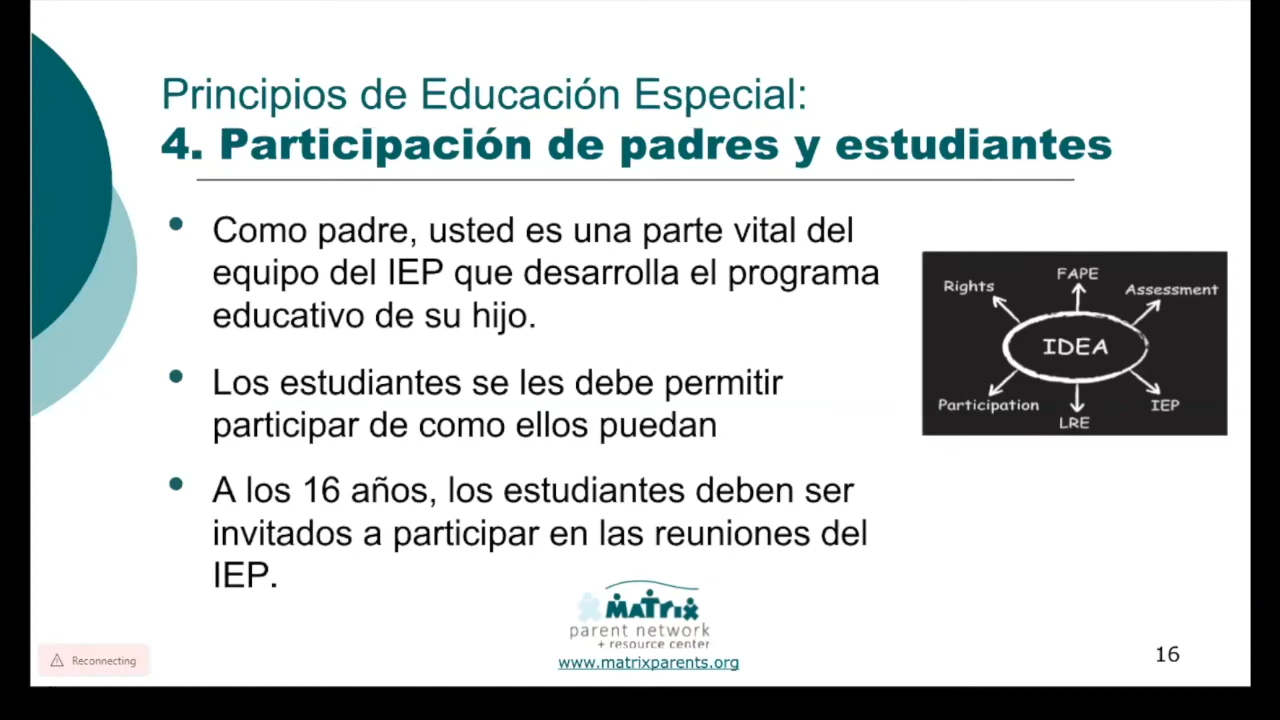 Principios de Educación Especial:
4. Participación de padres y estudiantes
• Como padre, usted es una parte vital del
equipo del IEP que desarrolla el programa
educativo de su hijo.
• Los estudiantes se les debe permitir
participar de como ellos puedan
• A los 16 años, los estudiantes deben ser
invitados a participar en las reuniones del
IEP.
FAPE
Rights
Assessment
IDEA
Participation
IEP
LRE
MATRIX
parent network
+ resource center
www.matrixparents.org
Reconnecting
16